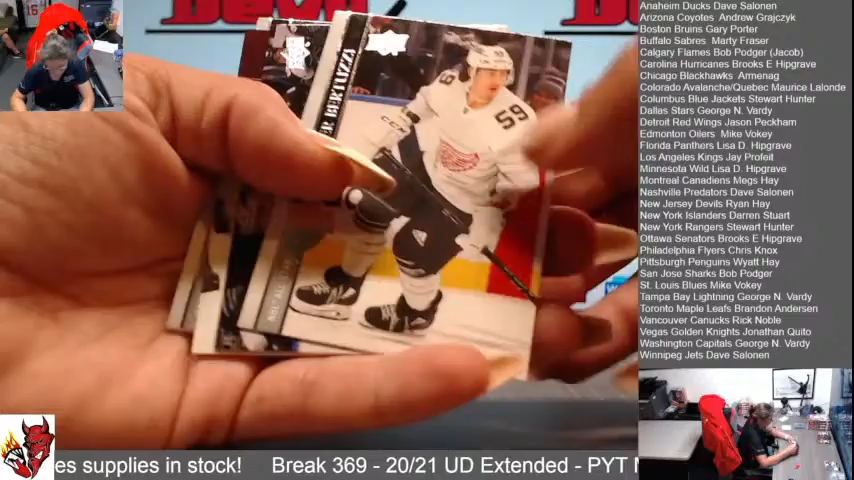 Anaheim Ducks Dave Salonen
Arizona Coyotes Andrew Grajczyk
Boston Bruins Gary Porter
Buffalo Sabres Marty Fraser
Calgary Flames Bob Podger (Jacob)
Carolina Hurricanes Brooks E Hipgrave
Chicago Blackhawks Armenag
Colorado Avalanche/Quebec Maurice Lalonde
Columbus Blue Jackets Stewart Hunter
Dallas Stars George N. Vardy
Detroit Red Wings Jason Peckham
Edmonton Oilers Mike Vokey
Florida Panthers Lisa D. Hipgrave
Los Angeles Kings Jay Profeit
Minnesota Wild Lisa D. Hipgrave
Montreal Canadiens Megs Hay
Nashville Predators Dave Salonen
New Jersey Devils Ryan Hay
New York Islanders Darren Stuart
New York Rangers Stewart Hunter
Ottawa Senators Brooks E Hipgrave
Philadelphia Flyers Chris Knox
Pittsburgh Penguins Wyatt Hay
San Jose Sharks Bob Podger
St. Louis Blues Mike Vokey
Tampa Bay Lightning George N. Vardy
Toronto Maple Leafs Brandon Andersen
Vancouver Canucks Rick Noble
Vegas Golden Knights Jonathan Quito
Washington Capitals George N. Vardy
Winnipeg Jets Dave Salonen
BERTUZZI
59
59
CCM
es supplies in stock! Break 369 - 20/21 UD Extended - PYT